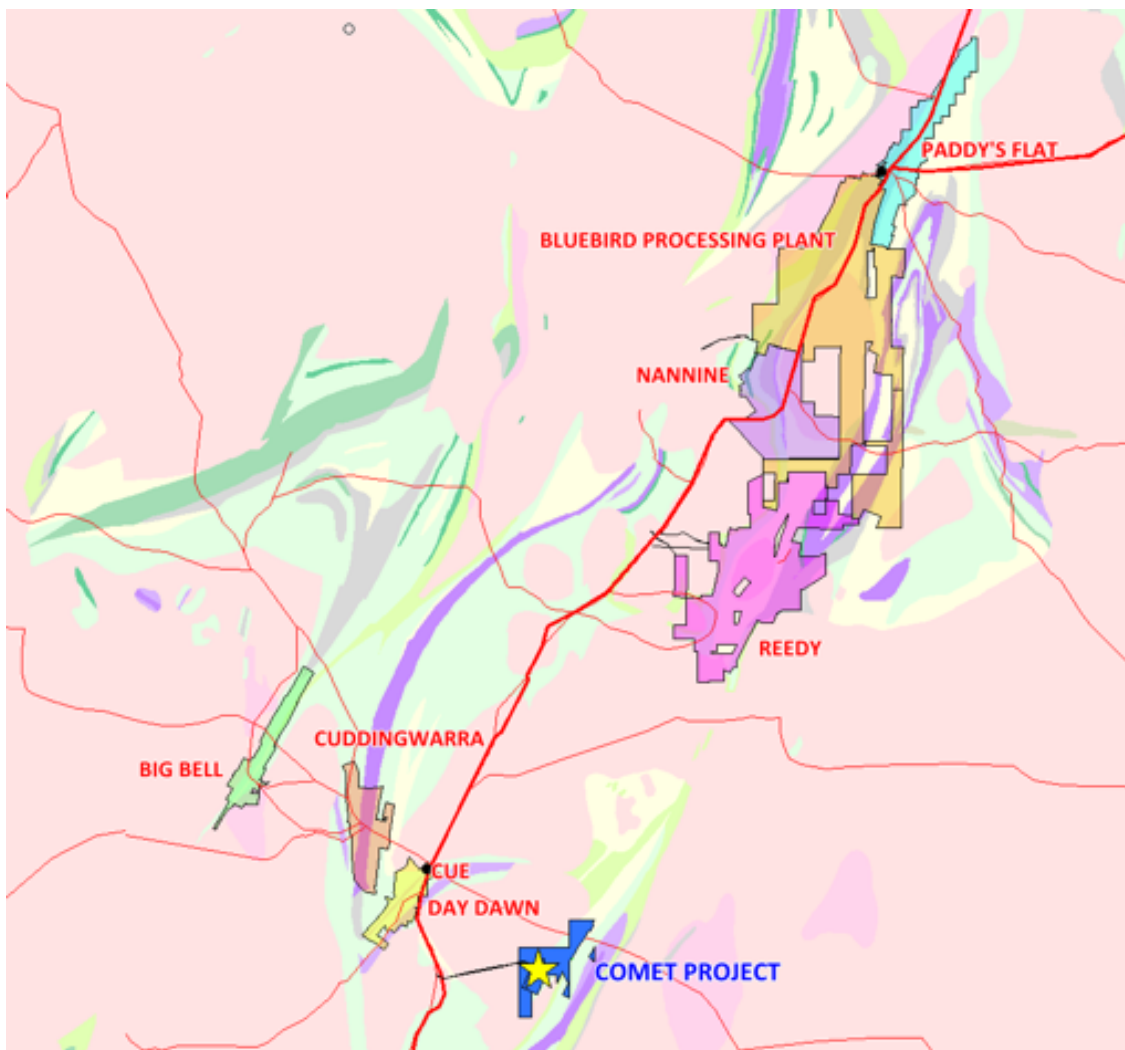 PADDY'S FLAT
BLUEBIRD PROCESSING PLANT
NANNINE
REEDY
CUDDINGWARRA
BIG BELL
CUE
DAY DAWN
COMET PROJECT